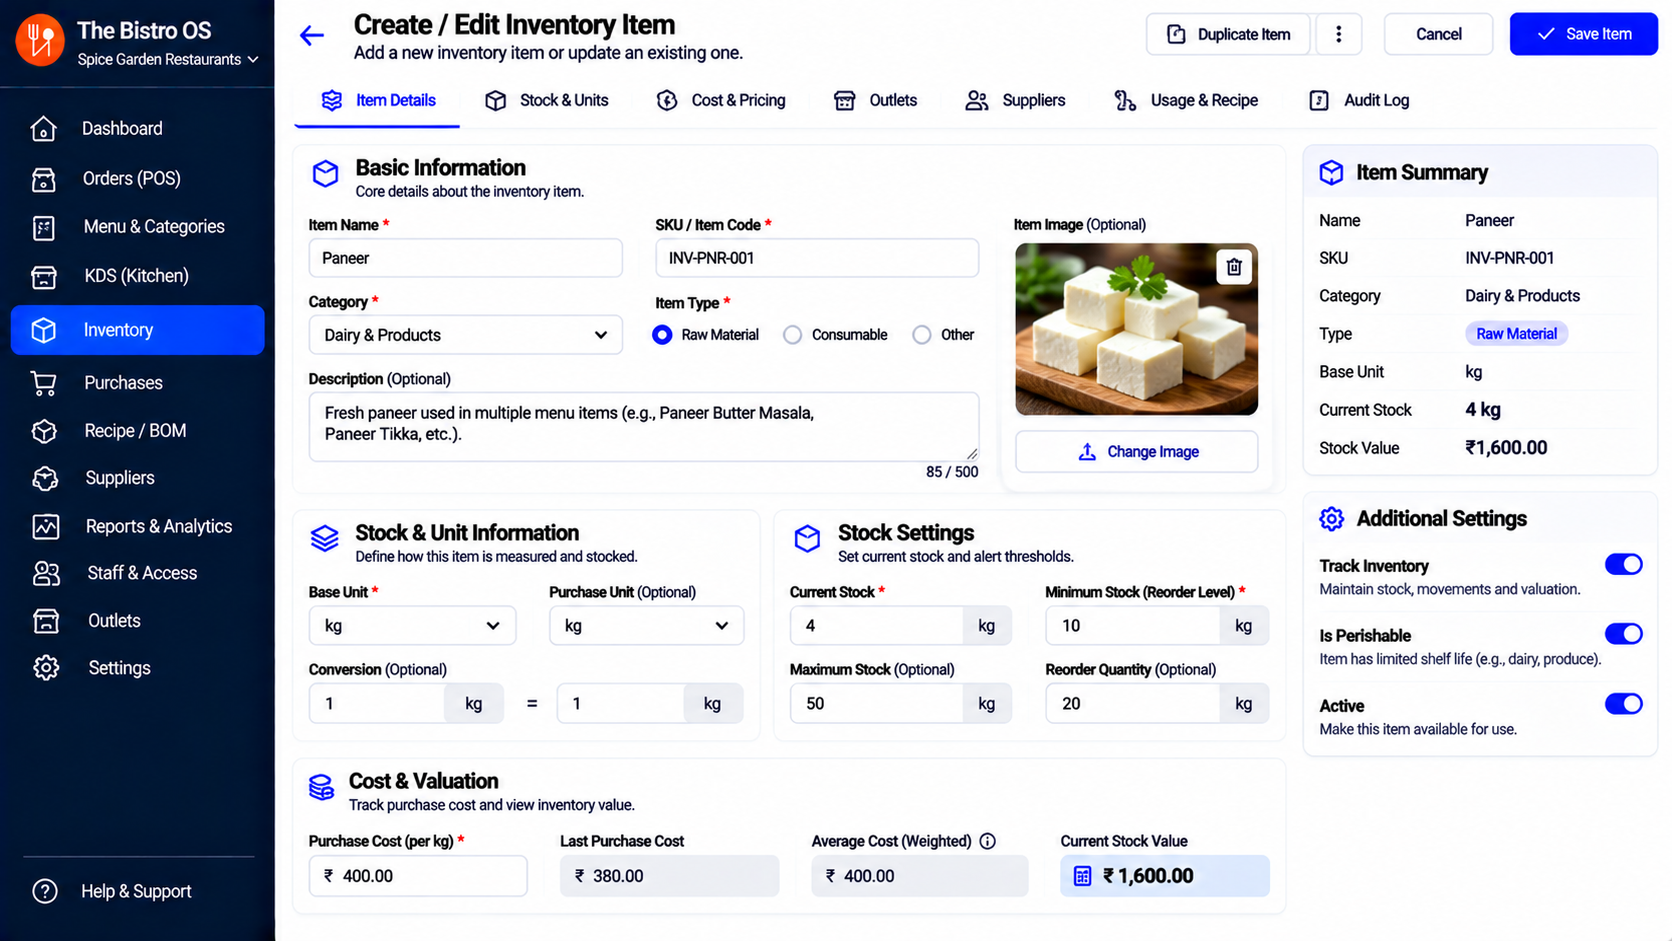 The Bistro OS
Spice Garden Restaurants
Dashboard
Orders (POS)
Menu & Categories
KDS (Kitchen)
Inventory
Purchases
Recipe / BOM
Suppliers
Reports & Analytics
Staff & Access
Outlets
Settings
Help & Support
Create / Edit Inventory Item
Add a new inventory item or update an existing one.
Duplicate Item
Cancel
Save Item
Item Details
Stock & Units
Cost & Pricing
Outlets
Suppliers
Usage & Recipe
Audit Log
Basic Information
Core details about the inventory item.
Item Name *
Paneer
SKU / Item Code *
INV-PNR-001
Category *
Dairy & Products
Item Type *
Raw Material
Consumable
Other
Description (Optional)
Fresh paneer used in multiple menu items (e.g., Paneer Butter Masala,
Paneer Tikka, etc.).
85 / 500
Item Image (Optional)
Change Image
Stock & Unit Information
Define how this item is measured and stocked.
Base Unit *
kg
Purchase Unit (Optional)
kg
Conversion (Optional)
1 kg = 1 kg
Stock Settings
Set current stock and alert thresholds.
Current Stock *
4 kg
Minimum Stock (Reorder Level) *
10 kg
Maximum Stock (Optional)
50 kg
Reorder Quantity (Optional)
20 kg
Cost & Valuation
Track purchase cost and view inventory value.
Purchase Cost (per kg) *
₹ 400.00
Last Purchase Cost
₹ 380.00
Average Cost (Weighted)
₹ 400.00
Current Stock Value
₹ 1,600.00
Item Summary
Name Paneer
SKU INV-PNR-001
Category Dairy & Products
Type Raw Material
Base Unit kg
Current Stock 4 kg
Stock Value ₹1,600.00
Additional Settings
Track Inventory
Maintain stock, movements and valuation.
Is Perishable
Item has limited shelf life (e.g., dairy, produce).
Active
Make this item available for use.